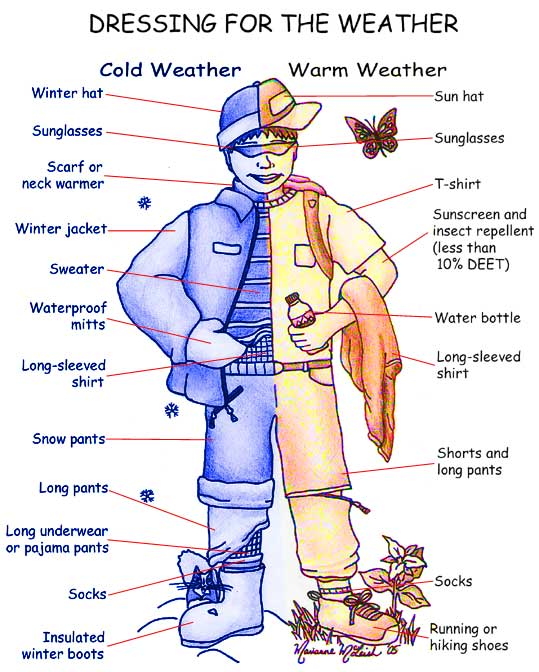 DRESSING FOR THE WEATHER
Cold Weather
Warm Weather
Winter hat
Sunglasses
Scarf or
neck warmer
Winter jacket
Sweater
Waterproof
mitts
Long-sleeved
shirt
Snow pants
Long pants
Long underwear
or pajama pants
Socks
Insulated
winter boots
Sun hat
Sunglasses
T-shirt
Sunscreen and
insect repellent
(less than
10% DEET)
Water bottle
Long-sleeved
shirt
Shorts and
long pants
Socks
Running or
hiking shoes